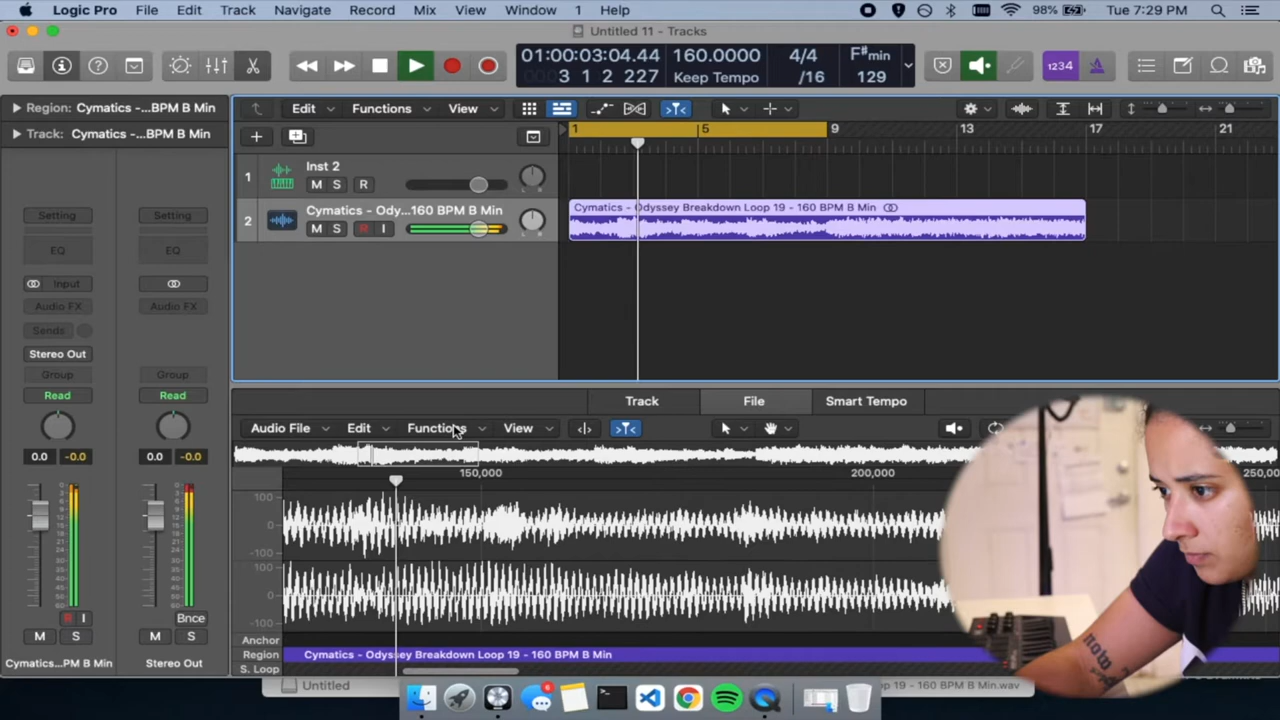 Logic Pro File Edit Track Navigate Record Mix View Window 1 Help 98% Tue 7:29 PM
Untitled 11 - Tracks
01:00:03:04.44 160.0000 4/4 F♯min
3 1 2 227 Keep Tempo /16 129
1234
Region: Cymatics -...BPM B Min
Edit Functions View
1 5 9 13 17 21
Track: Cymatics -...BPM B Min
1 Inst 2
M S R
2 Cymatics - Ody...160 BPM B Min
M S R I
Cymatics - Odyssey Breakdown Loop 19 - 160 BPM B Min
Setting Setting
EQ EQ
Input
Audio FX Audio FX
Sends
Stereo Out
Group Group
Read Read
0.0 -0.0 0.0 -0.0
R I Bnce
M S M S
Cymatics...PM B Min Stereo Out
Track File Smart Tempo
Audio File Edit Functions View
150,000 200,000 250,00
100
0
-100
100
0
-100
Anchor
Region Cymatics - Odyssey Breakdown Loop 19 - 160 BPM B Min
S. Loop
Untitled
19 - 160 BPM B Min.wav
now